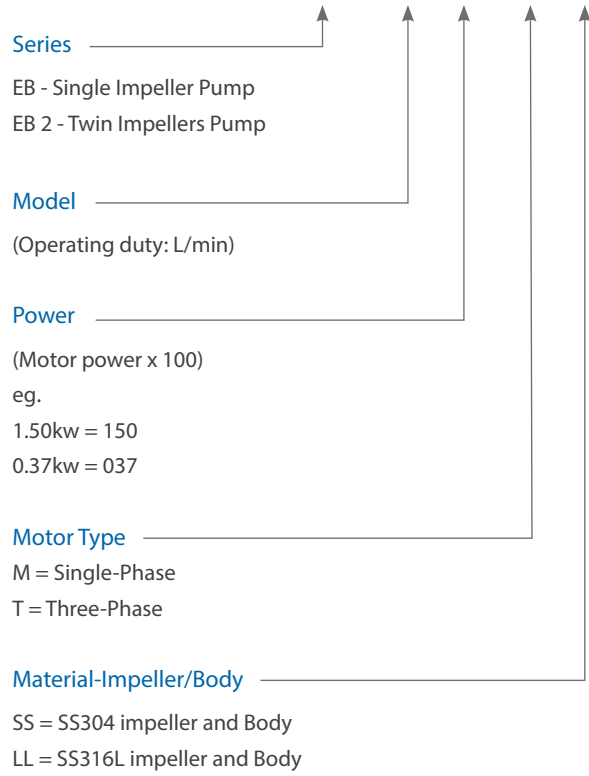 Series
EB - Single Impeller Pump
EB 2 - Twin Impellers Pump
Model
(Operating duty: L/min)
Power
(Motor power x 100)
eg.
1.50kw = 150
0.37kw = 037
Motor Type
M = Single-Phase
T = Three-Phase
Material-Impeller/Body
SS = SS304 impeller and Body
LL = SS316L impeller and Body